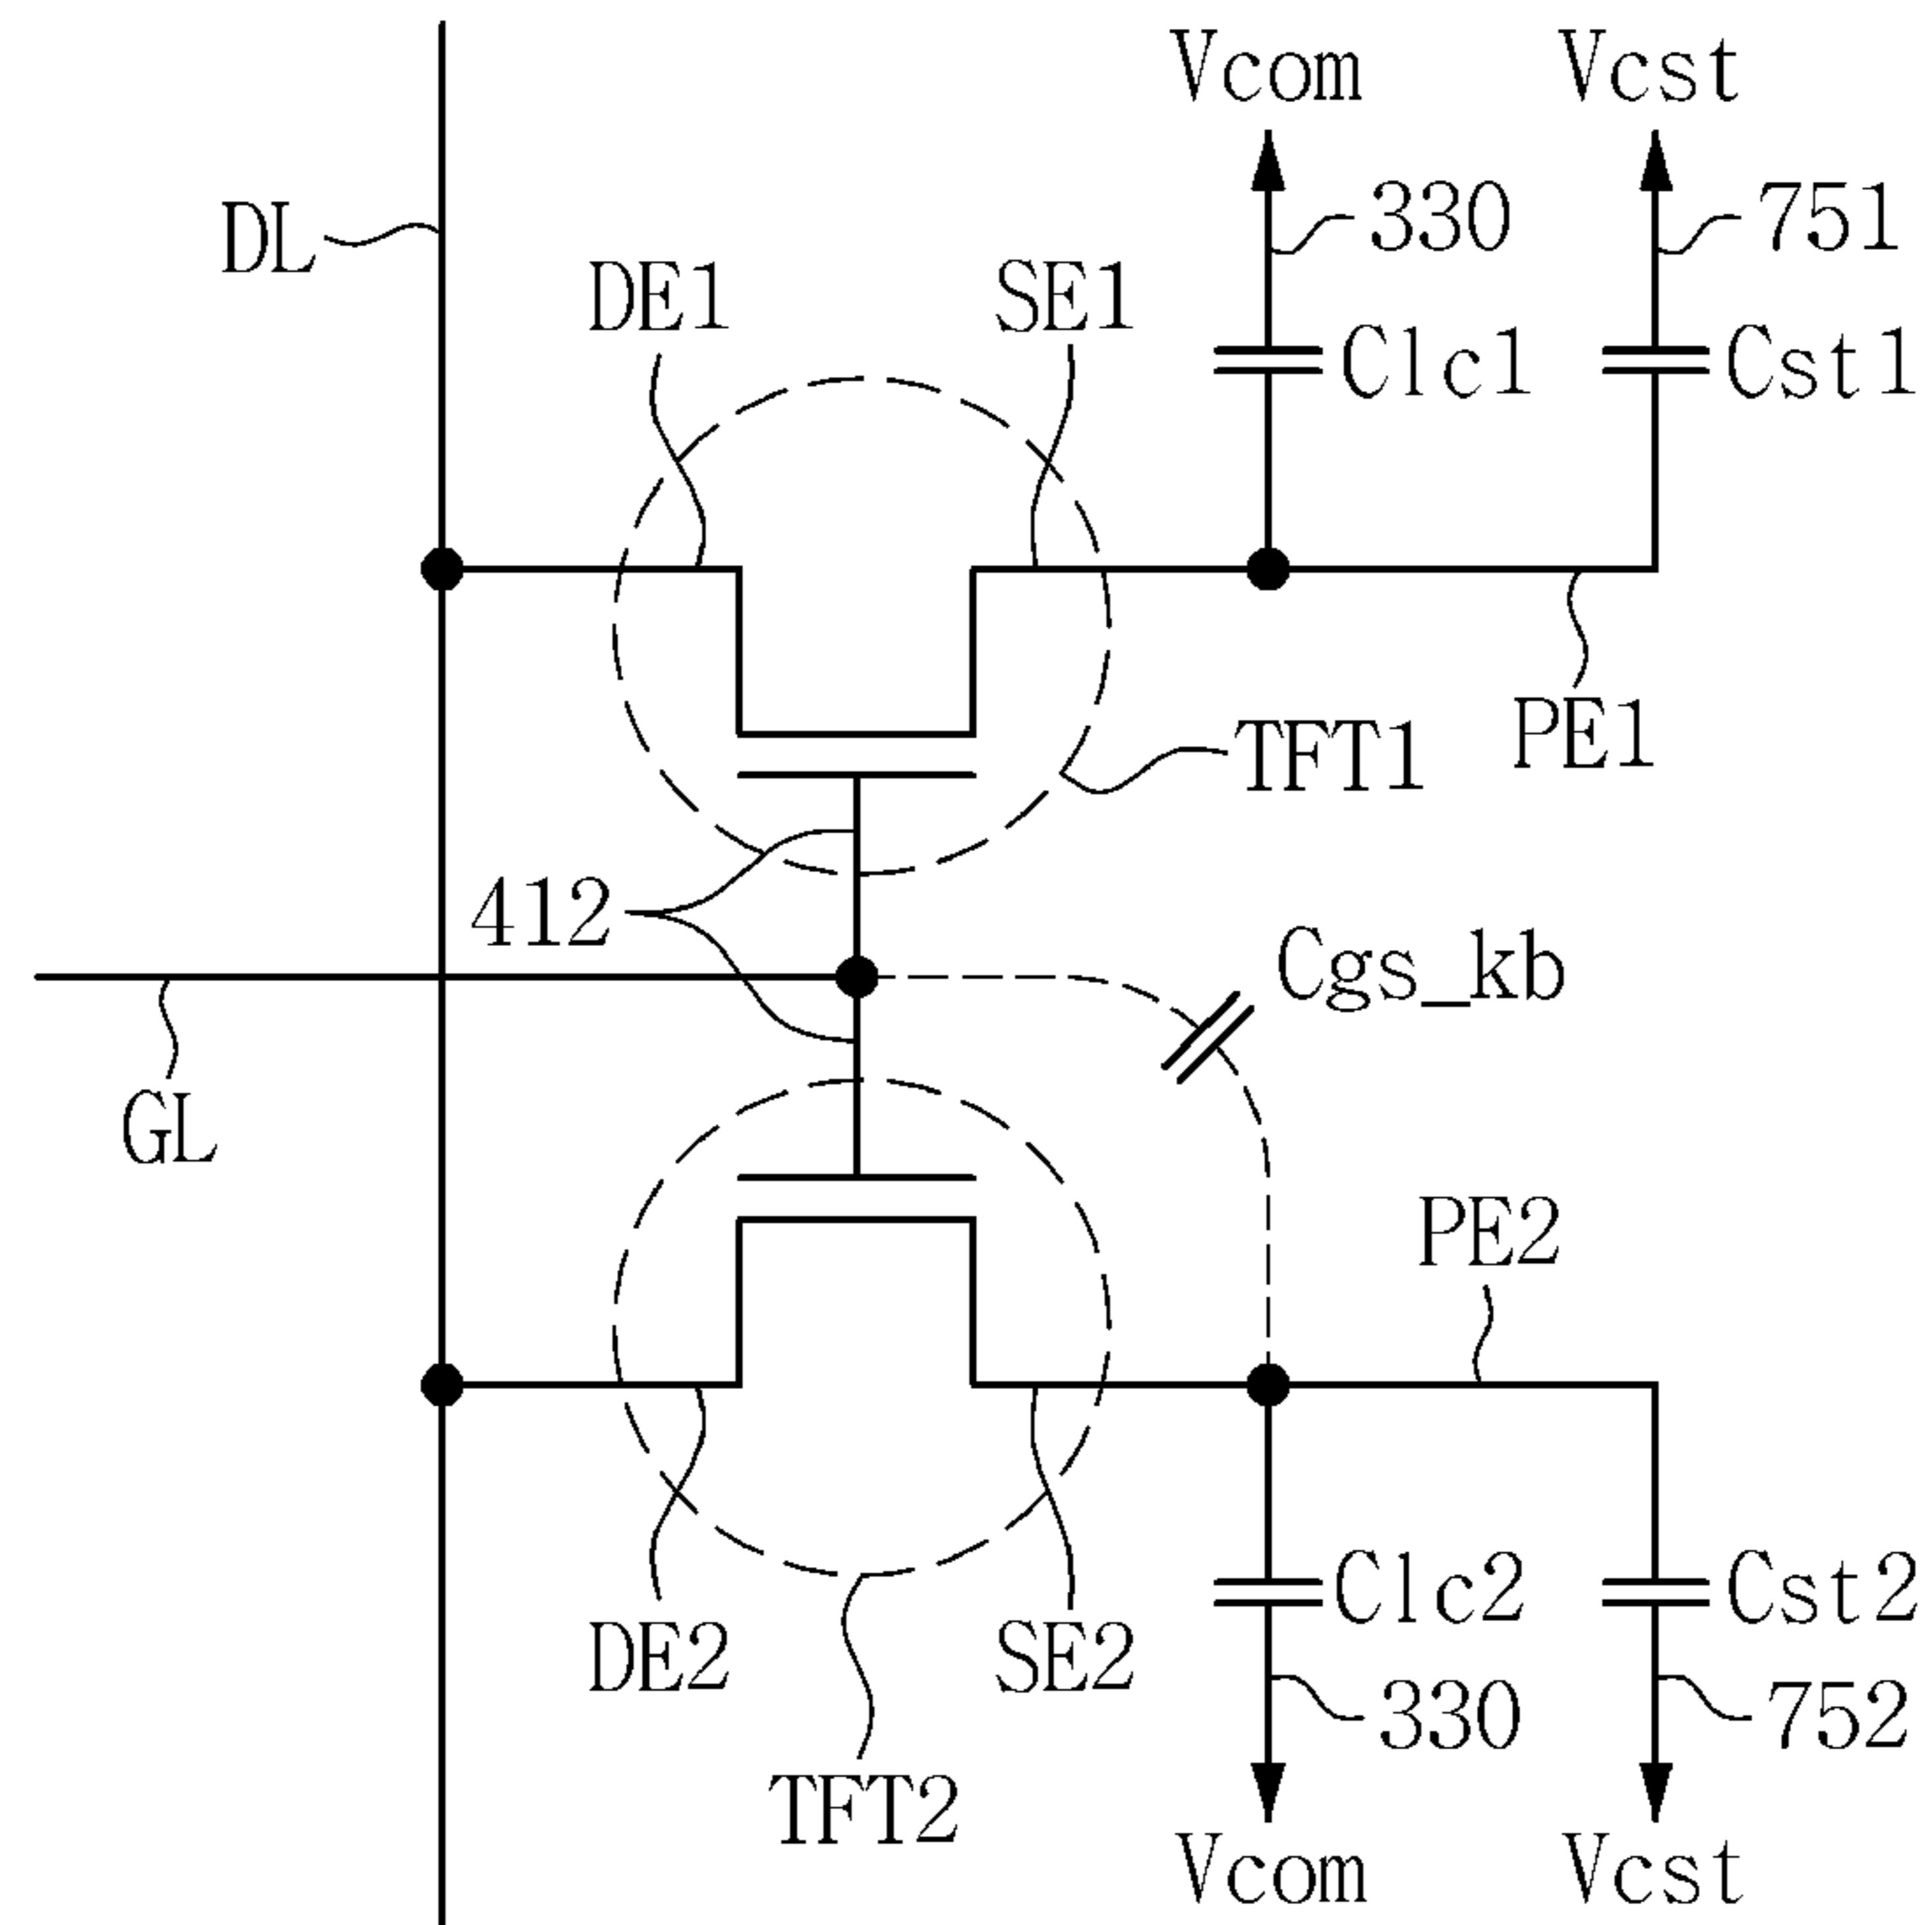 Vcom
Vcst
DL
330
751
DE1
SE1
Clc1
Cst1
TFT1
PE1
412
Cgs_kb
GL
PE2
Clc2
Cst2
DE2
SE2
330
752
TFT2
Vcom
Vcst